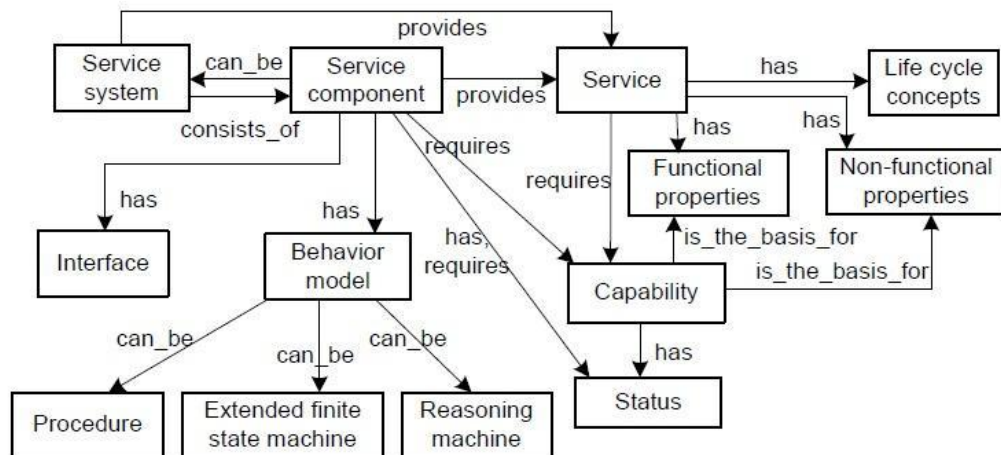 provides
Service
system
can_be
Service
component
provides
Service
has
Life cycle
concepts
consists_of
requires
has
has
requires
Functional
properties
Non-functional
properties
has
has
has,
requires
is_the_basis_for
is_the_basis_for
Interface
Behavior
model
Capability
can_be
can_be
can_be
has
Procedure
Extended finite
state machine
Reasoning
machine
Status